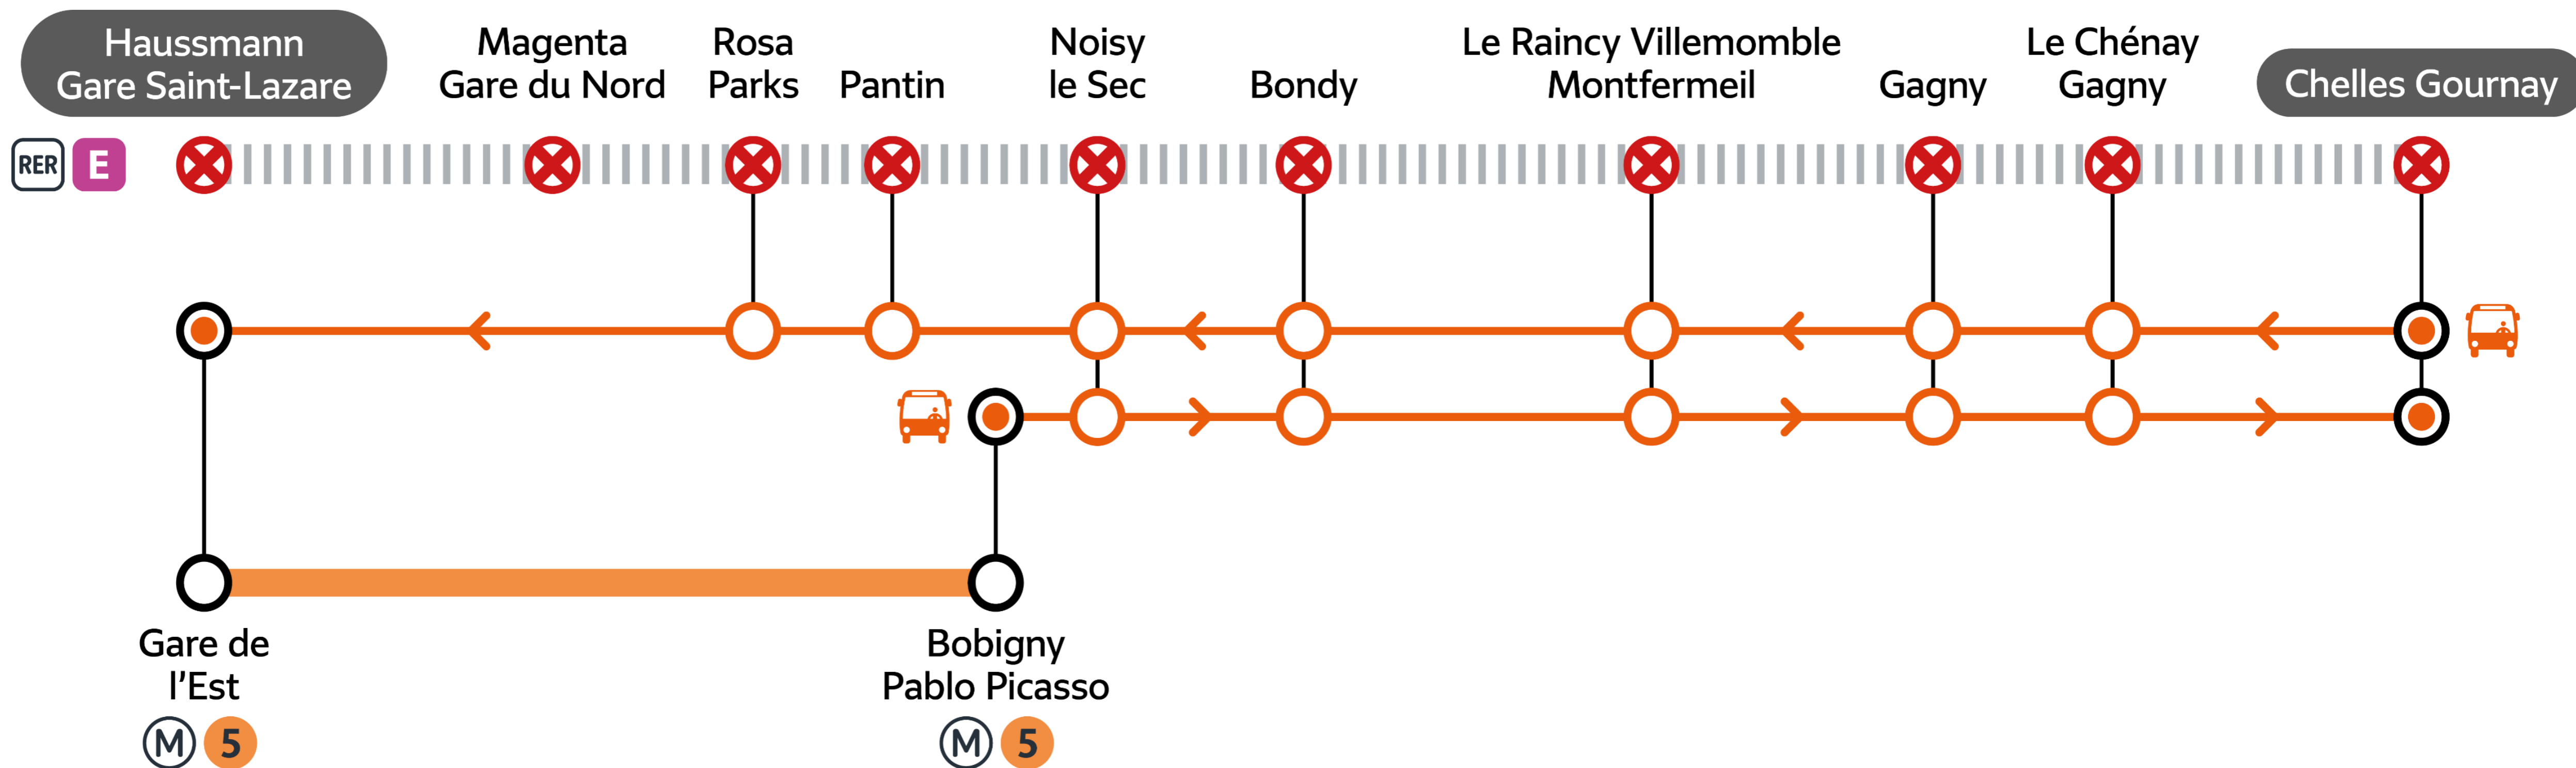 Haussmann
Gare Saint-Lazare
Magenta
Gare du Nord
Rosa
Parks
Pantin
Noisy
le Sec
Bondy
Le Raincy Villemomble
Montfermeil
Gagny
Le Chénay
Gagny
Chelles Gournay
RER E
Gare de
l'Est
M 5
Bobigny
Pablo Picasso
M 5